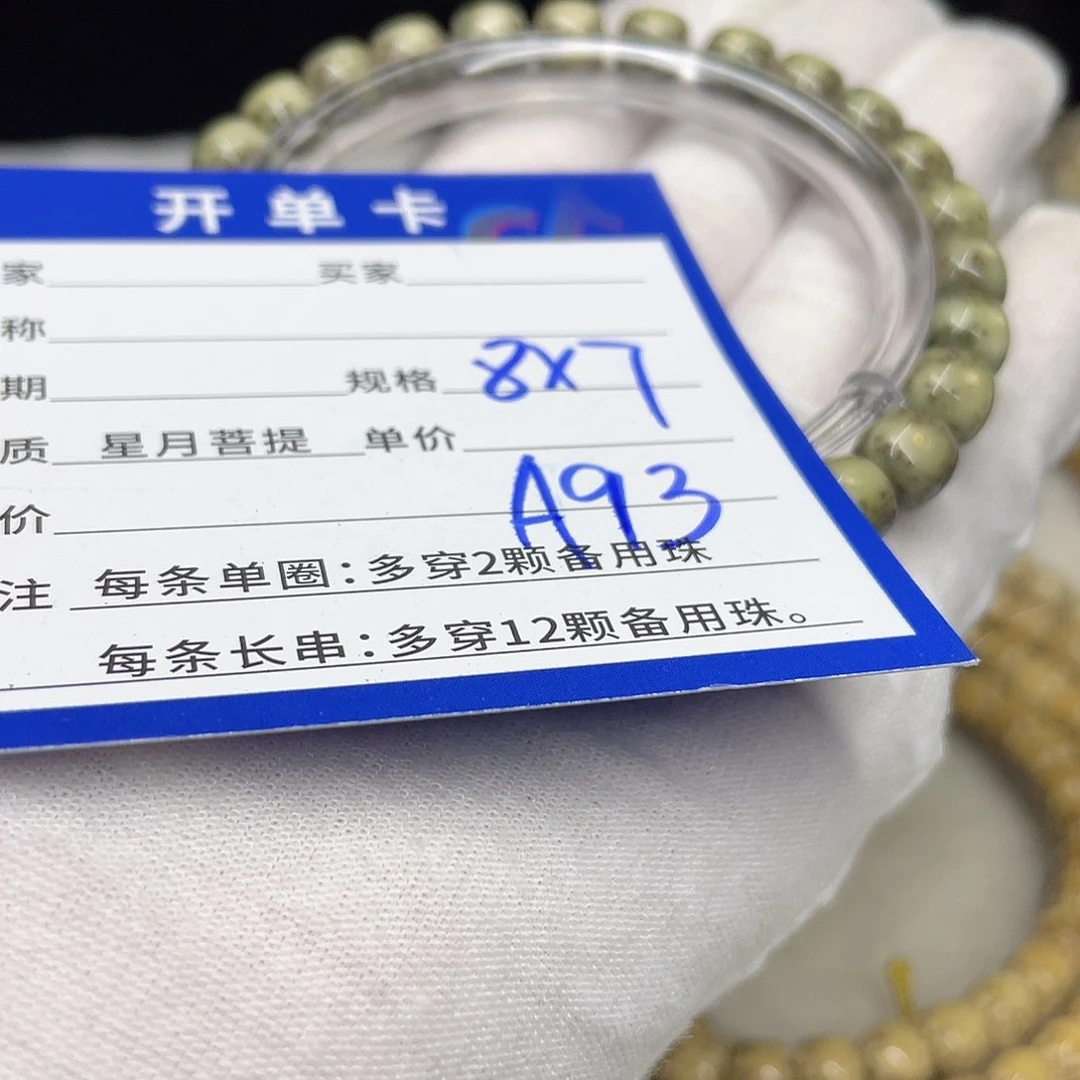 开单卡
家 买家
称
期 规格 8X7
质 星月菩提 单价
价 A93
注 每条单圈:多穿2颗备用珠
每条长串:多穿12颗备用珠。